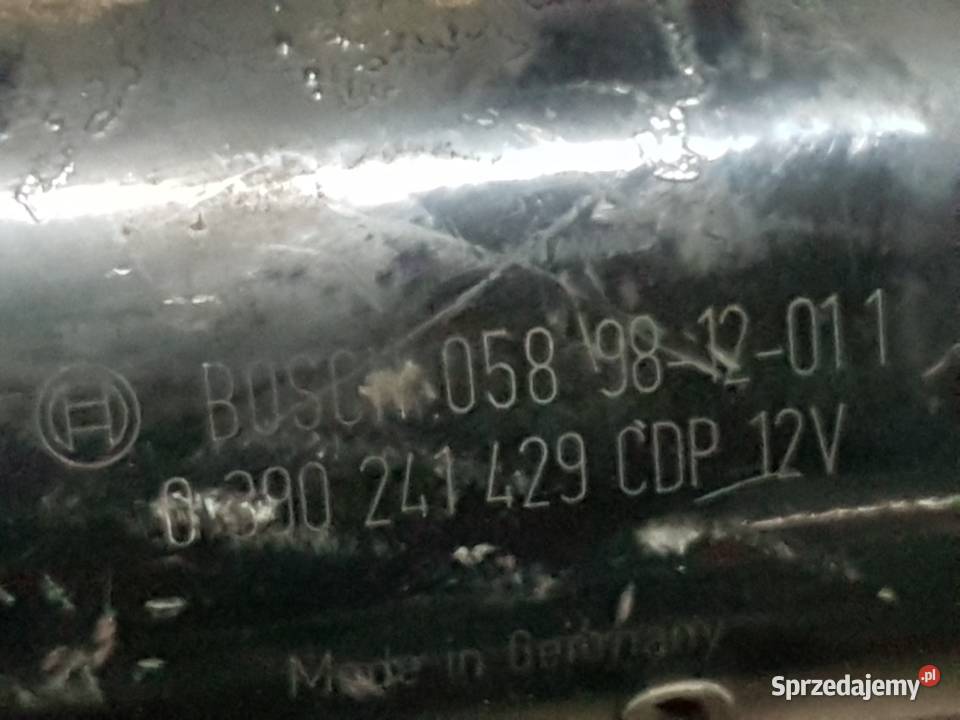 BOSCH 058 98-12-011
0 390 241 429 CDP 12V
Made in Germany
Sprzedajemy.pl